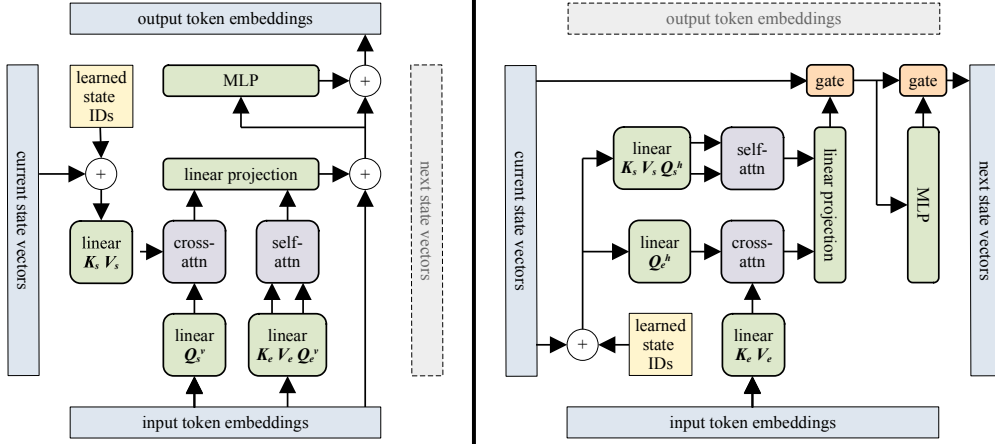 output token embeddings
learned
state
IDs
MLP
+
current state vectors
+
linear projection
+
next state vectors
linear
K_s V_s
cross-
attn
self-
attn
linear
Q_s^v
linear
K_e V_e Q_e^v
input token embeddings
output token embeddings
current state vectors
gate
gate
next state vectors
linear
K_s V_s Q_s^h
self-
attn
linear projection
MLP
linear
Q_e^h
cross-
attn
+
learned
state
IDs
linear
K_e V_e
input token embeddings